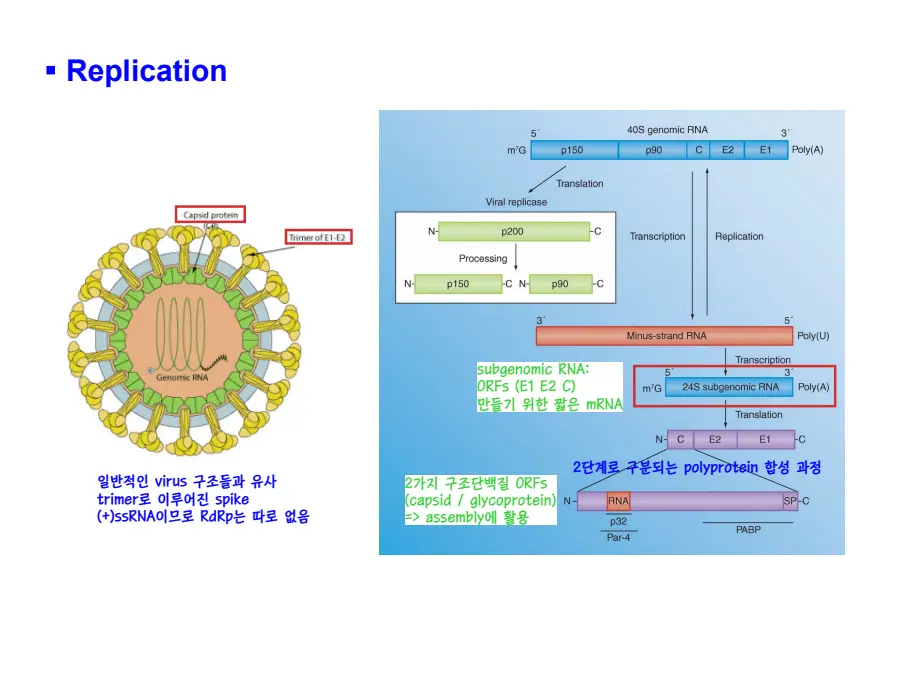 ▪ Replication
Capsid protein
(CP)
Trimer of E1-E2
Genomic RNA
일반적인 virus 구조들과 유사
trimer로 이루어진 spike
(+)ssRNA이므로 RdRp는 따로 없음
40S genomic RNA
5´ 3´
m⁷G p150 p90 C E2 E1 Poly(A)
Translation
Viral replicase
N- p200 -C
Processing
N- p150 -C N- p90 -C
Transcription Replication
3´ 5´
Minus-strand RNA Poly(U)
Transcription
subgenomic RNA:
ORFs (E1 E2 C)
만들기 위한 짧은 mRNA
5´ 3´
m⁷G 24S subgenomic RNA Poly(A)
Translation
N- C E2 E1 -C
2단계로 구분되는 polyprotein 합성 과정
2가지 구조단백질 ORFs
(capsid / glycoprotein)
=> assembly에 활용
N- RNA SP -C
p32
Par-4
PABP